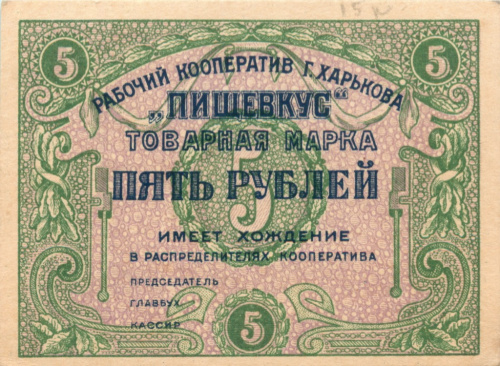 15 к
5 5
РАБОЧИЙ КООПЕРАТИВ Г. ХАРЬКОВА
„ПИЩЕВКУС“
ТОВАРНАЯ МАРКА
5
ПЯТЬ РУБЛЕЙ
ИМЕЕТ ХОЖДЕНИЕ
В РАСПРЕДЕЛИТЕЛЯХ КООПЕРАТИВА
ПРЕДСЕДАТЕЛЬ
ГЛАВБУХ.
КАССИР
5